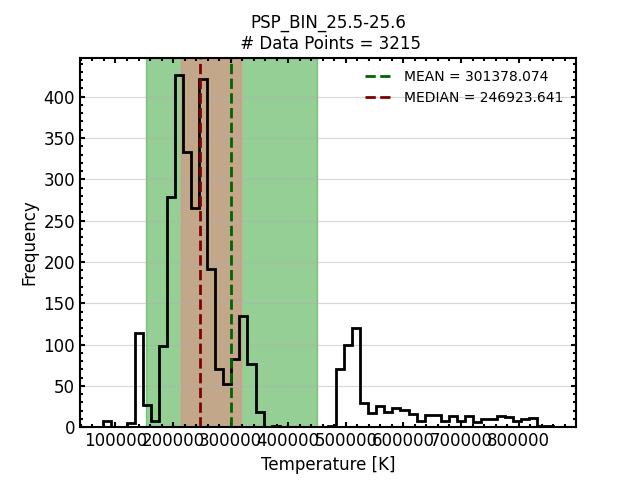 PSP_BIN_25.5-25.6
# Data Points = 3215
MEAN = 301378.074
MEDIAN = 246923.641
Frequency
400
350
300
250
200
150
100
50
0
100000 200000 300000 400000 500000 600000 700000 800000
Temperature [K]